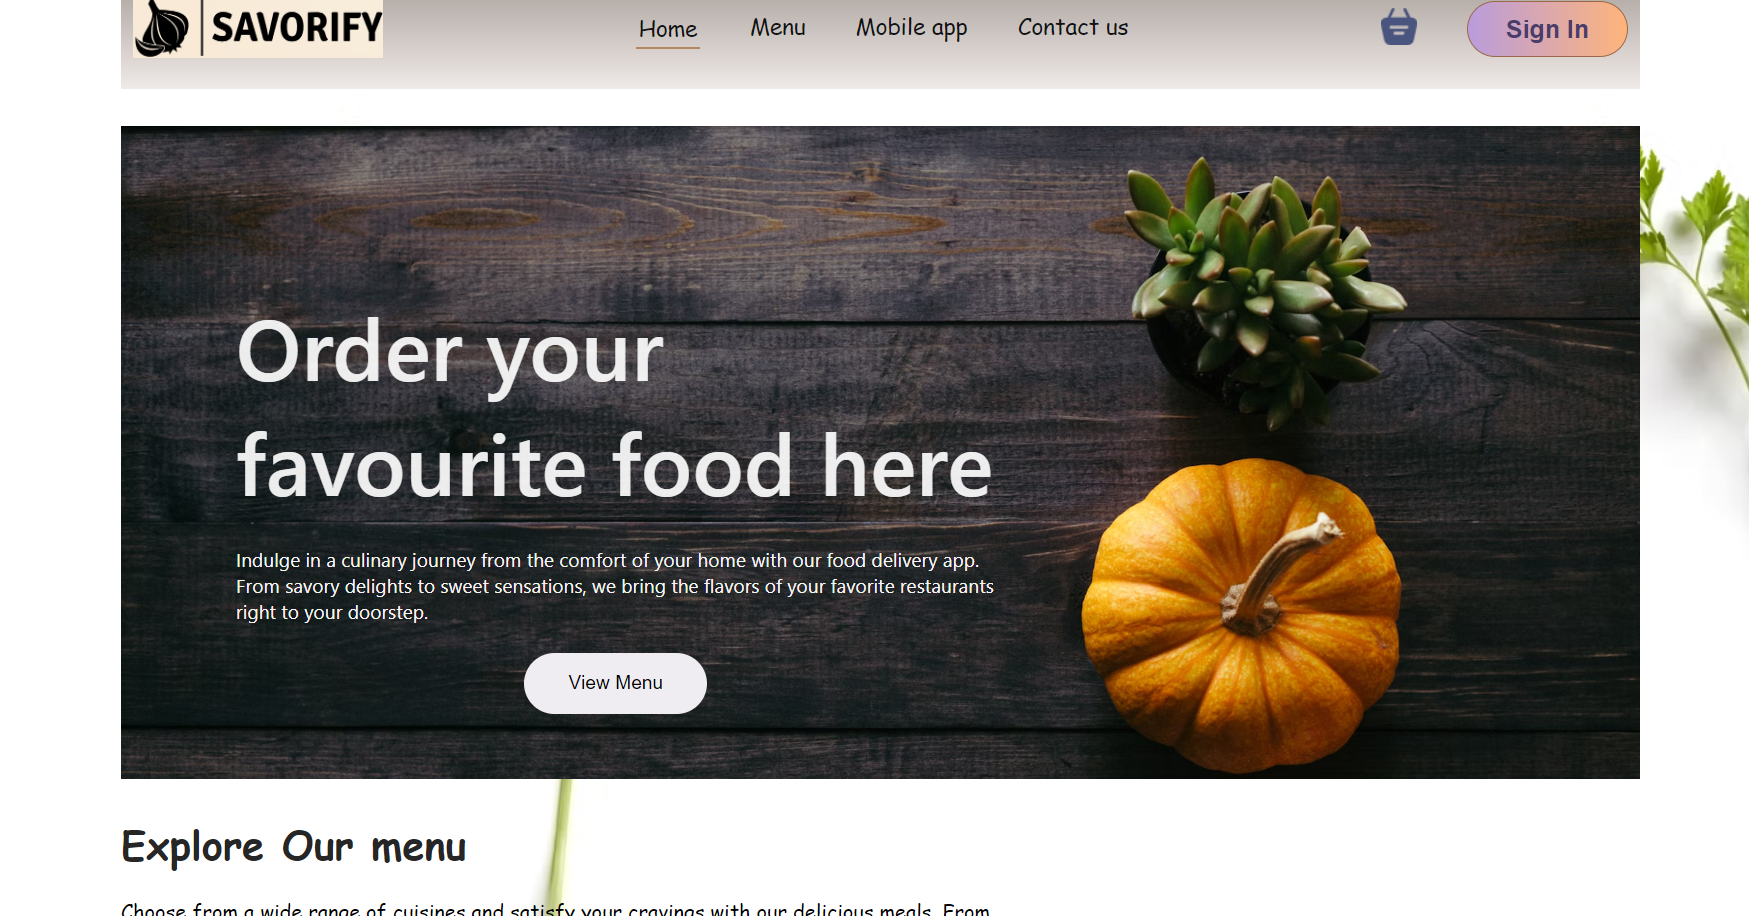 SAVORIFY
Home
Menu
Mobile app
Contact us
Sign In
Order your
favourite food here
Indulge in a culinary journey from the comfort of your home with our food delivery app.
From savory delights to sweet sensations, we bring the flavors of your favorite restaurants
right to your doorstep.
View Menu
Explore Our menu
Choose from a wide range of cuisines and satisfy your cravings with our delicious meals. From